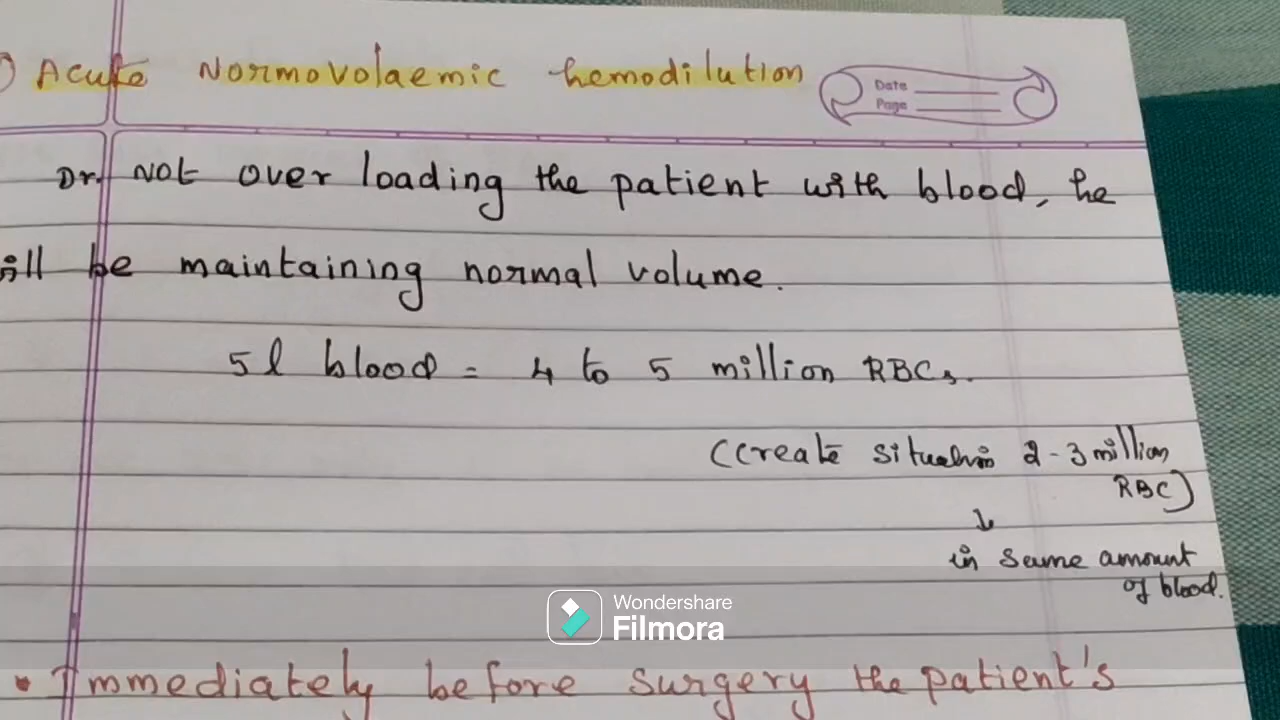 ) Acute Normovolaemic hemodilution
Date
Page
Dr. Not over loading the patient with blood, he
will be maintaining normal volume.
5 l blood = 4 to 5 million RBCs.
(Create situation 2-3 million
RBC)
↓
in same amount
of blood.
Wondershare
Filmora
• Immediately before surgery the patient's